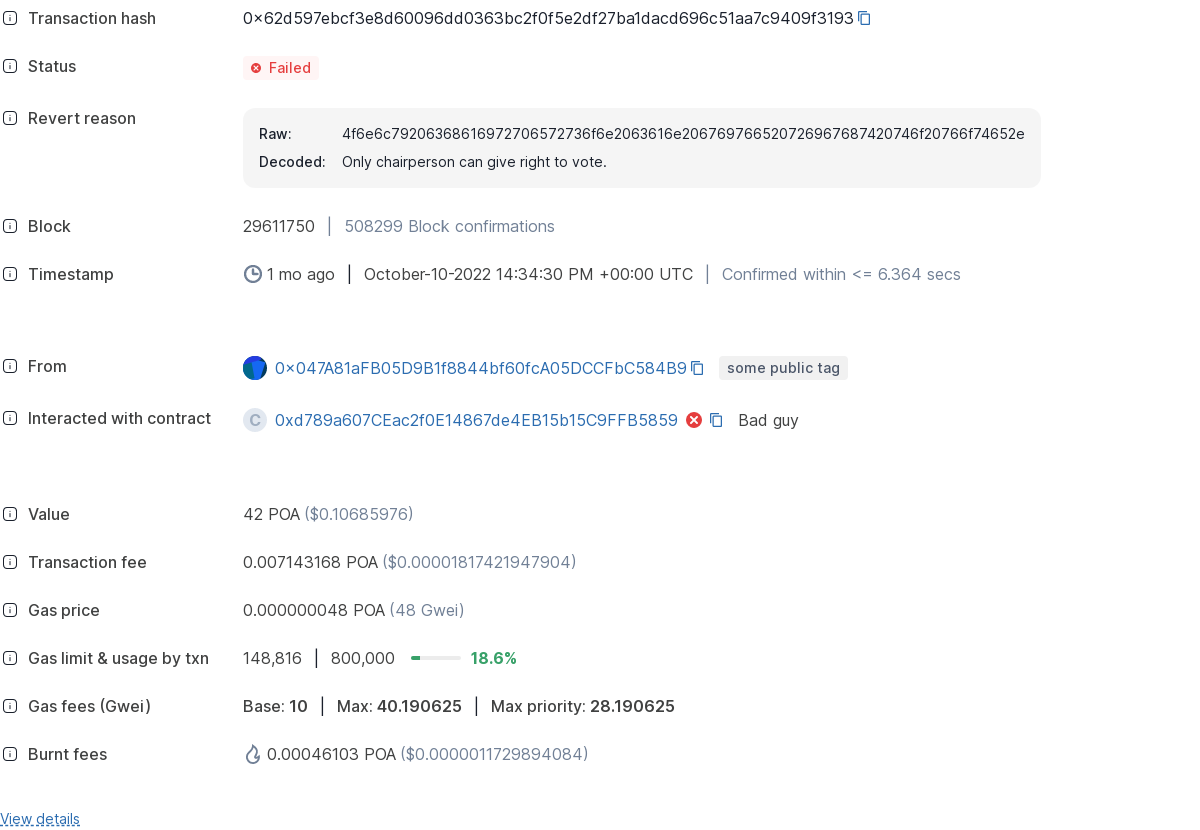 Transaction hash 0x62d597ebcf3e8d60096dd0363bc2f0f5e2df27ba1dacd696c51aa7c9409f3193
Status Failed
Revert reason
Raw: 4f6e6c79206368616972706572736f6e2063616e206769766520726967687420746f20766f74652e
Decoded: Only chairperson can give right to vote.
Block 29611750 | 508299 Block confirmations
Timestamp 1 mo ago | October-10-2022 14:34:30 PM +00:00 UTC | Confirmed within <= 6.364 secs
From 0x047A81aFB05D9B1f8844bf60fcA05DCCFbC584B9 some public tag
Interacted with contract C 0xd789a607CEac2f0E14867de4EB15b15C9FFB5859 Bad guy
Value 42 POA ($0.10685976)
Transaction fee 0.007143168 POA ($0.00001817421947904)
Gas price 0.000000048 POA (48 Gwei)
Gas limit & usage by txn 148,816 | 800,000 18.6%
Gas fees (Gwei) Base: 10 | Max: 40.190625 | Max priority: 28.190625
Burnt fees 0.00046103 POA ($0.0000011729894084)
View details